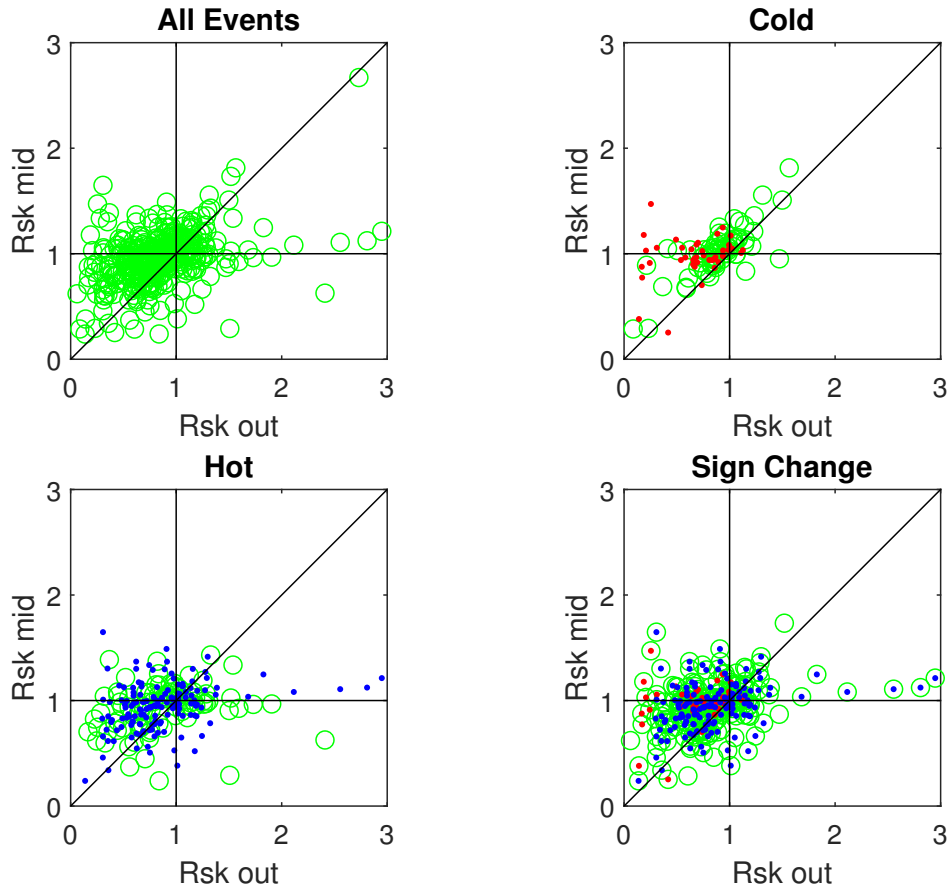 All Events
3
2
1
0
Rsk mid
0 1 2 3
Rsk out
Cold
3
2
1
0
Rsk mid
0 1 2 3
Rsk out
Hot
3
2
1
0
Rsk mid
0 1 2 3
Rsk out
Sign Change
3
2
1
0
Rsk mid
0 1 2 3
Rsk out